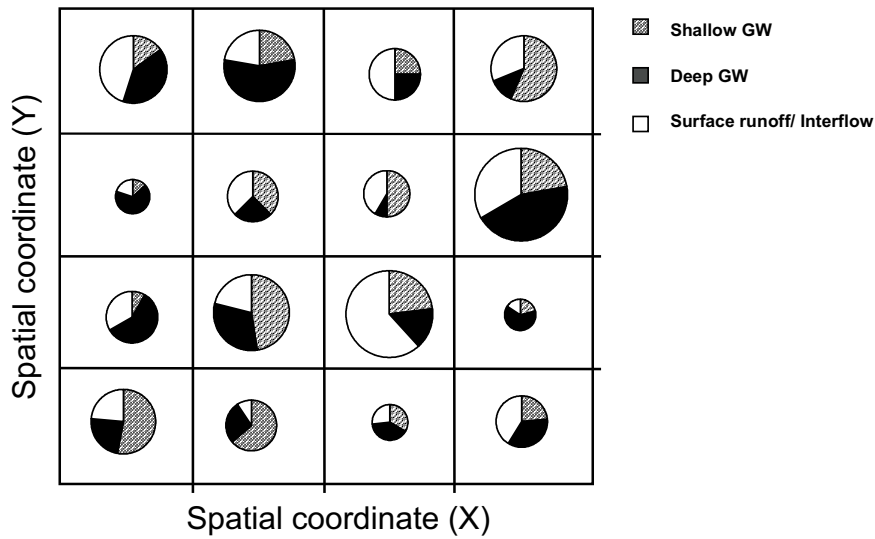 Shallow GW
Deep GW
Surface runoff/ Interflow
Spatial coordinate (Y)
Spatial coordinate (X)